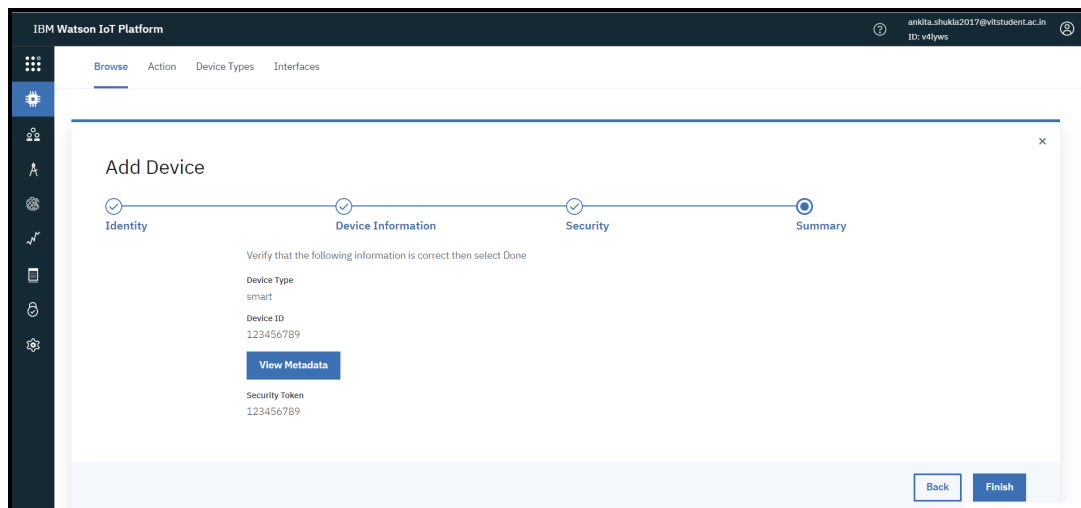 IBM Watson IoT Platform
ankita.shukla2017@vitstudent.ac.in
ID: v4lyws
Browse Action Device Types Interfaces
Add Device
Identity Device Information Security Summary
Verify that the following information is correct then select Done
Device Type
smart
Device ID
123456789
View Metadata
Security Token
123456789
Back Finish